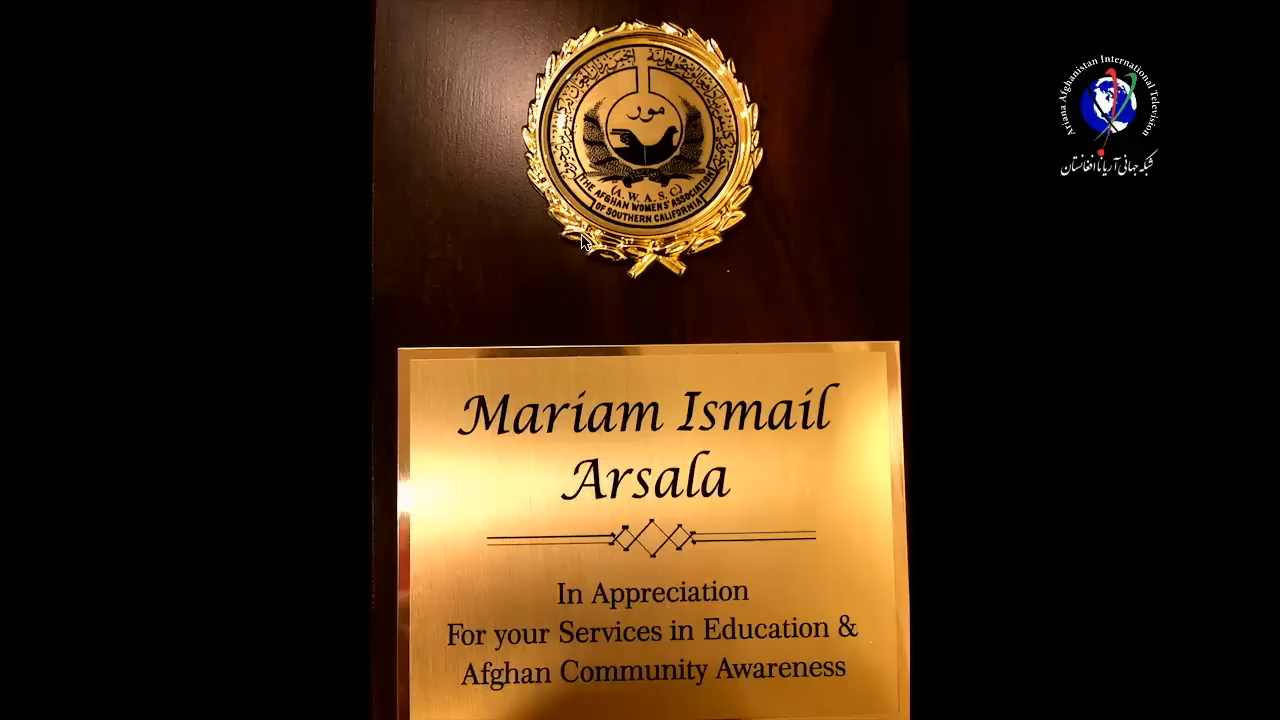 مور
(A. W. A. S. C)
THE AFGHAN WOMENS' ASSOCIATION
OF SOUTHERN CALIFORNIA
Ariana Afghanistan International Television
شبکه جهانی آریانا افغانستان
Mariam Ismail
Arsala
In Appreciation
For your Services in Education &
Afghan Community Awareness